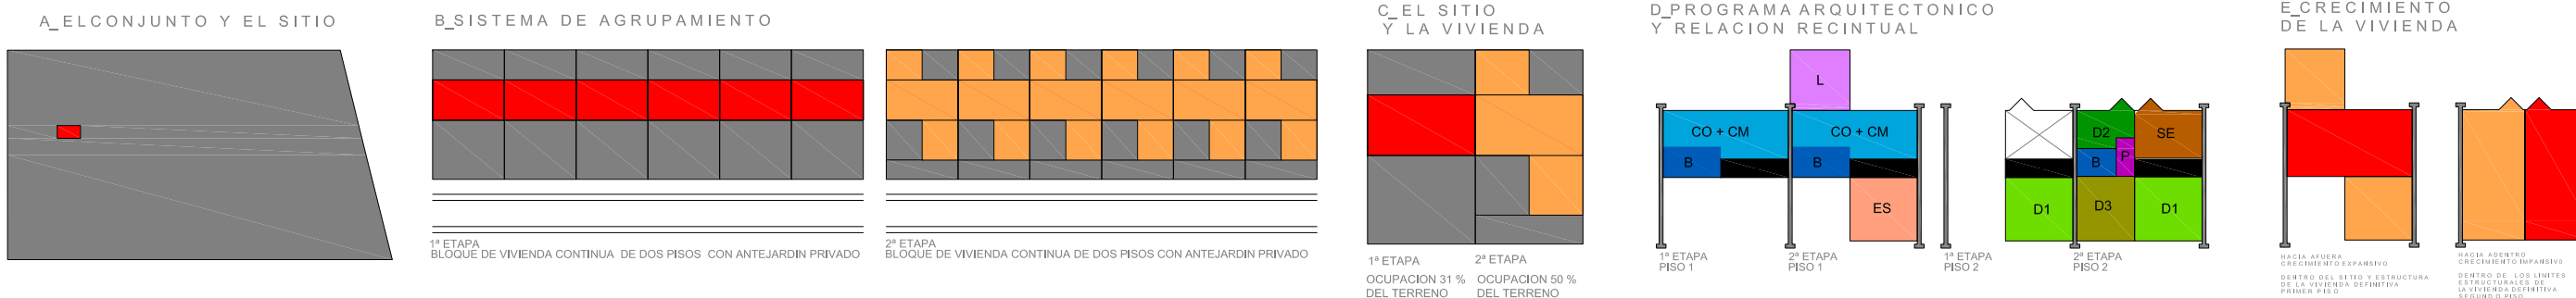 A_ELCONJUNTO Y EL SITIO
B_SISTEMA DE AGRUPAMIENTO
1ª ETAPA
BLOQUE DE VIVIENDA CONTINUA DE DOS PISOS CON ANTEJARDIN PRIVADO
2ª ETAPA
BLOQUE DE VIVIENDA CONTINUA DE DOS PISOS CON ANTEJARDIN PRIVADO
C_EL SITIO
Y LA VIVIENDA
1ª ETAPA
OCUPACION 31 %
DEL TERRENO
2ª ETAPA
OCUPACION 50 %
DEL TERRENO
D_PROGRAMA ARQUITECTONICO
Y RELACION RECINTUAL
L
CO + CM
CO + CM
B
B
ES
1ª ETAPA
PISO 1
2ª ETAPA
PISO 1
D2
SE
B
P
D1
D3
D1
1ª ETAPA
PISO 2
2ª ETAPA
PISO 2
E_CRECIMIENTO
DE LA VIVIENDA
HACIA AFUERA
CRECIMIENTO EXPANSIVO
DENTRO DEL SITIO Y ESTRUCTURA
DE LA VIVIENDA DEFINITIVA
PRIMER PISO
HACIA ADENTRO
CRECIMIENTO IMPANSIVO
DENTRO DE LOS LIMITES
ESTRUCTURALES DE
LA VIVIENDA DEFINITIVA
SEGUNDO PISO